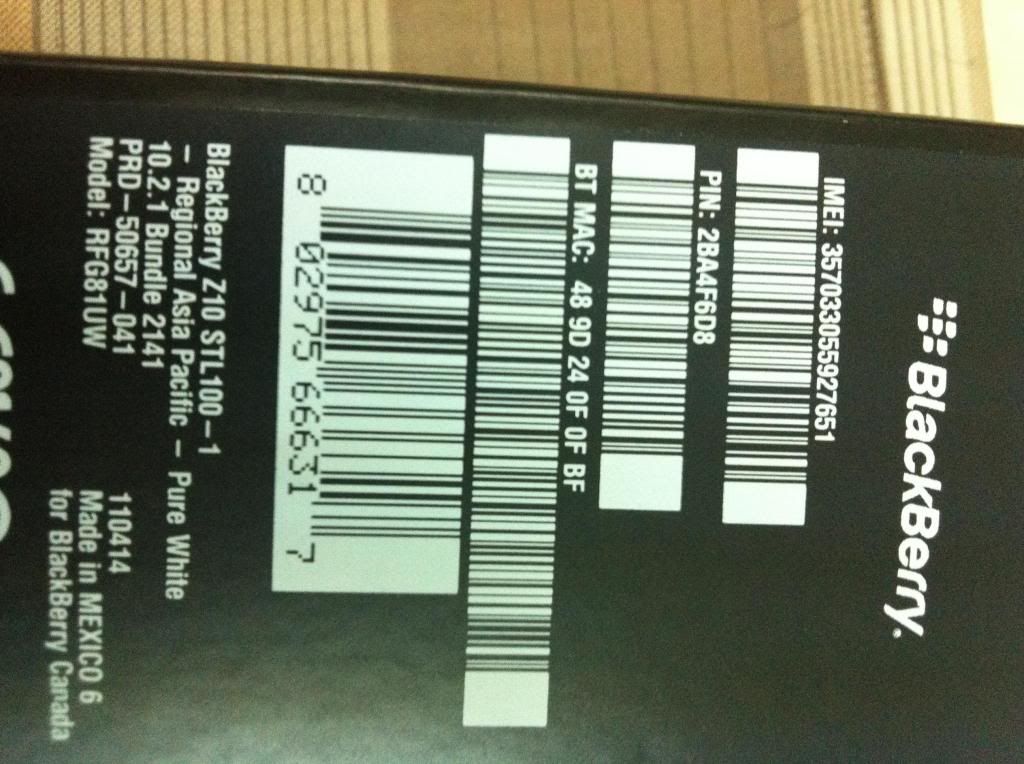 BlackBerry.
IMEI: 357033055927651
PIN: 2BA4F6D8
BT MAC: 48 9D 24 0F 0F BF
8 02975 66631 7
BlackBerry Z10 STL100-1
- Regional Asia Pacific - Pure White
10.2.1 Bundle 2141
PRD-50657-041
Model: RFG81UW
110414
Made in MEXICO 6
for BlackBerry Canada